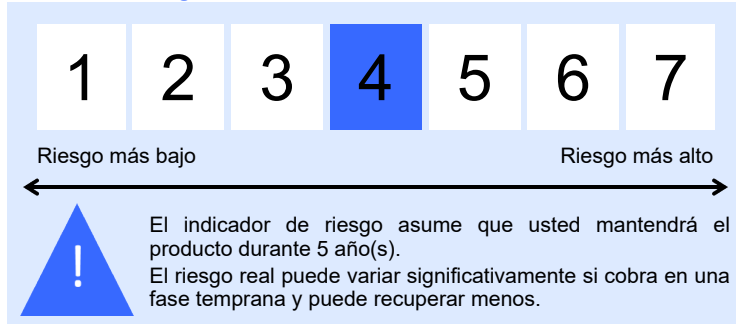 1 2 3 4 5 6 7
Riesgo más bajo Riesgo más alto
El indicador de riesgo asume que usted mantendrá el
producto durante 5 año(s).
El riesgo real puede variar significativamente si cobra en una
fase temprana y puede recuperar menos.
!